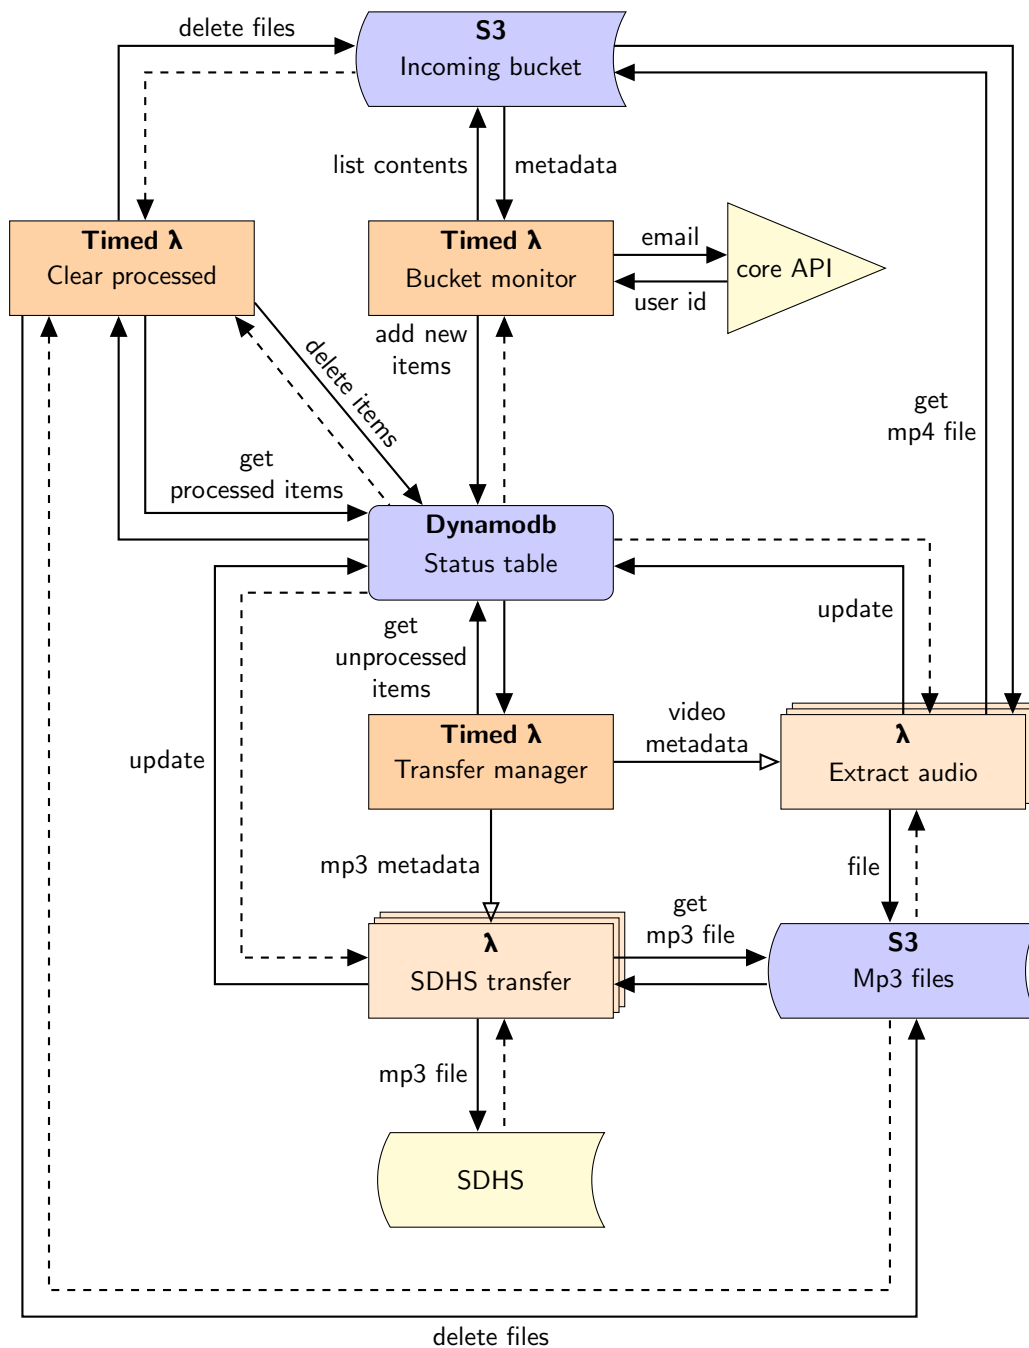 delete files
S3
Incoming bucket
list contents
metadata
Timed λ
Clear processed
Timed λ
Bucket monitor
email
core API
user id
add new
items
delete items
get
mp4 file
get
processed items
Dynamodb
Status table
update
get
unprocessed
items
video
metadata
Timed λ
Transfer manager
λ
Extract audio
update
mp3 metadata
file
get
mp3 file
λ
SDHS transfer
S3
Mp3 files
mp3 file
SDHS
delete files